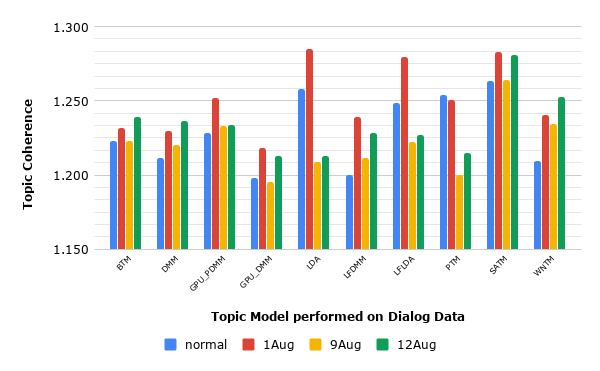 1.300
1.250
1.200
1.150
Topic Coherence
BTM
DMM
GPU_PDMM
GPU_DMM
LDA
LFDMM
LFLDA
PTM
SATM
WNTM
Topic Model performed on Dialog Data
normal 1Aug 9Aug 12Aug